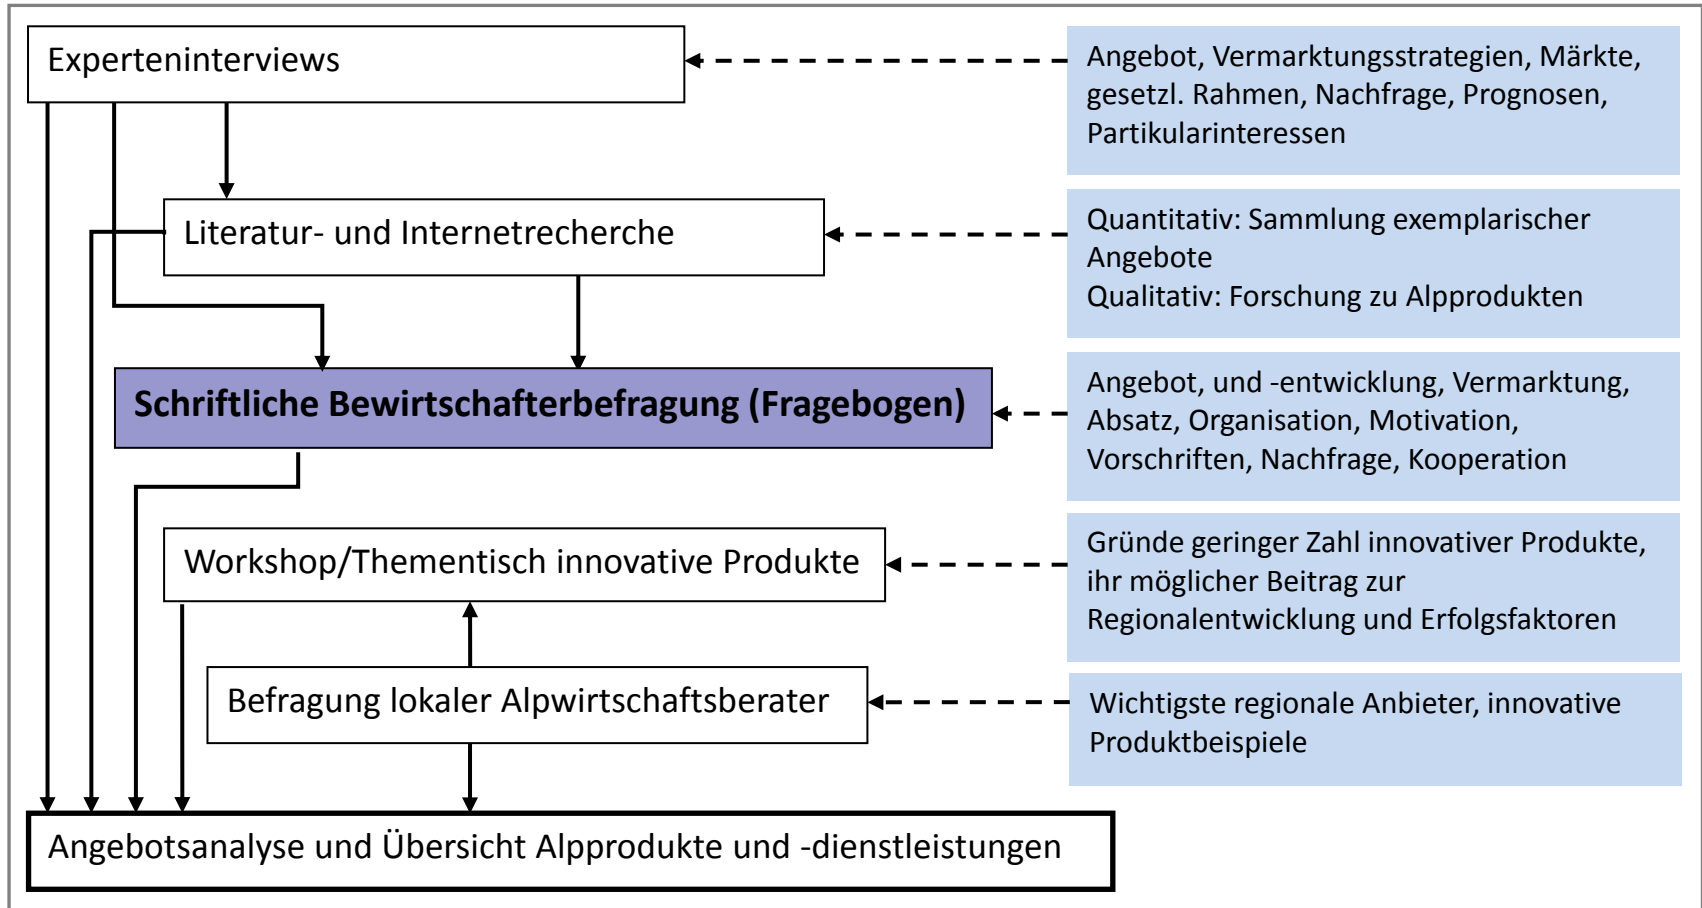 Experteninterviews
Angebot, Vermarktungsstrategien, Märkte,
gesetzl. Rahmen, Nachfrage, Prognosen,
Partikularinteressen
Literatur- und Internetrecherche
Quantitativ: Sammlung exemplarischer
Angebote
Qualitativ: Forschung zu Alpprodukten
Schriftliche Bewirtschafterbefragung (Fragebogen)
Angebot, und -entwicklung, Vermarktung,
Absatz, Organisation, Motivation,
Vorschriften, Nachfrage, Kooperation
Workshop/Thementisch innovative Produkte
Gründe geringer Zahl innovativer Produkte,
ihr möglicher Beitrag zur
Regionalentwicklung und Erfolgsfaktoren
Befragung lokaler Alpwirtschaftsberater
Wichtigste regionale Anbieter, innovative
Produktbeispiele
Angebotsanalyse und Übersicht Alpprodukte und -dienstleistungen